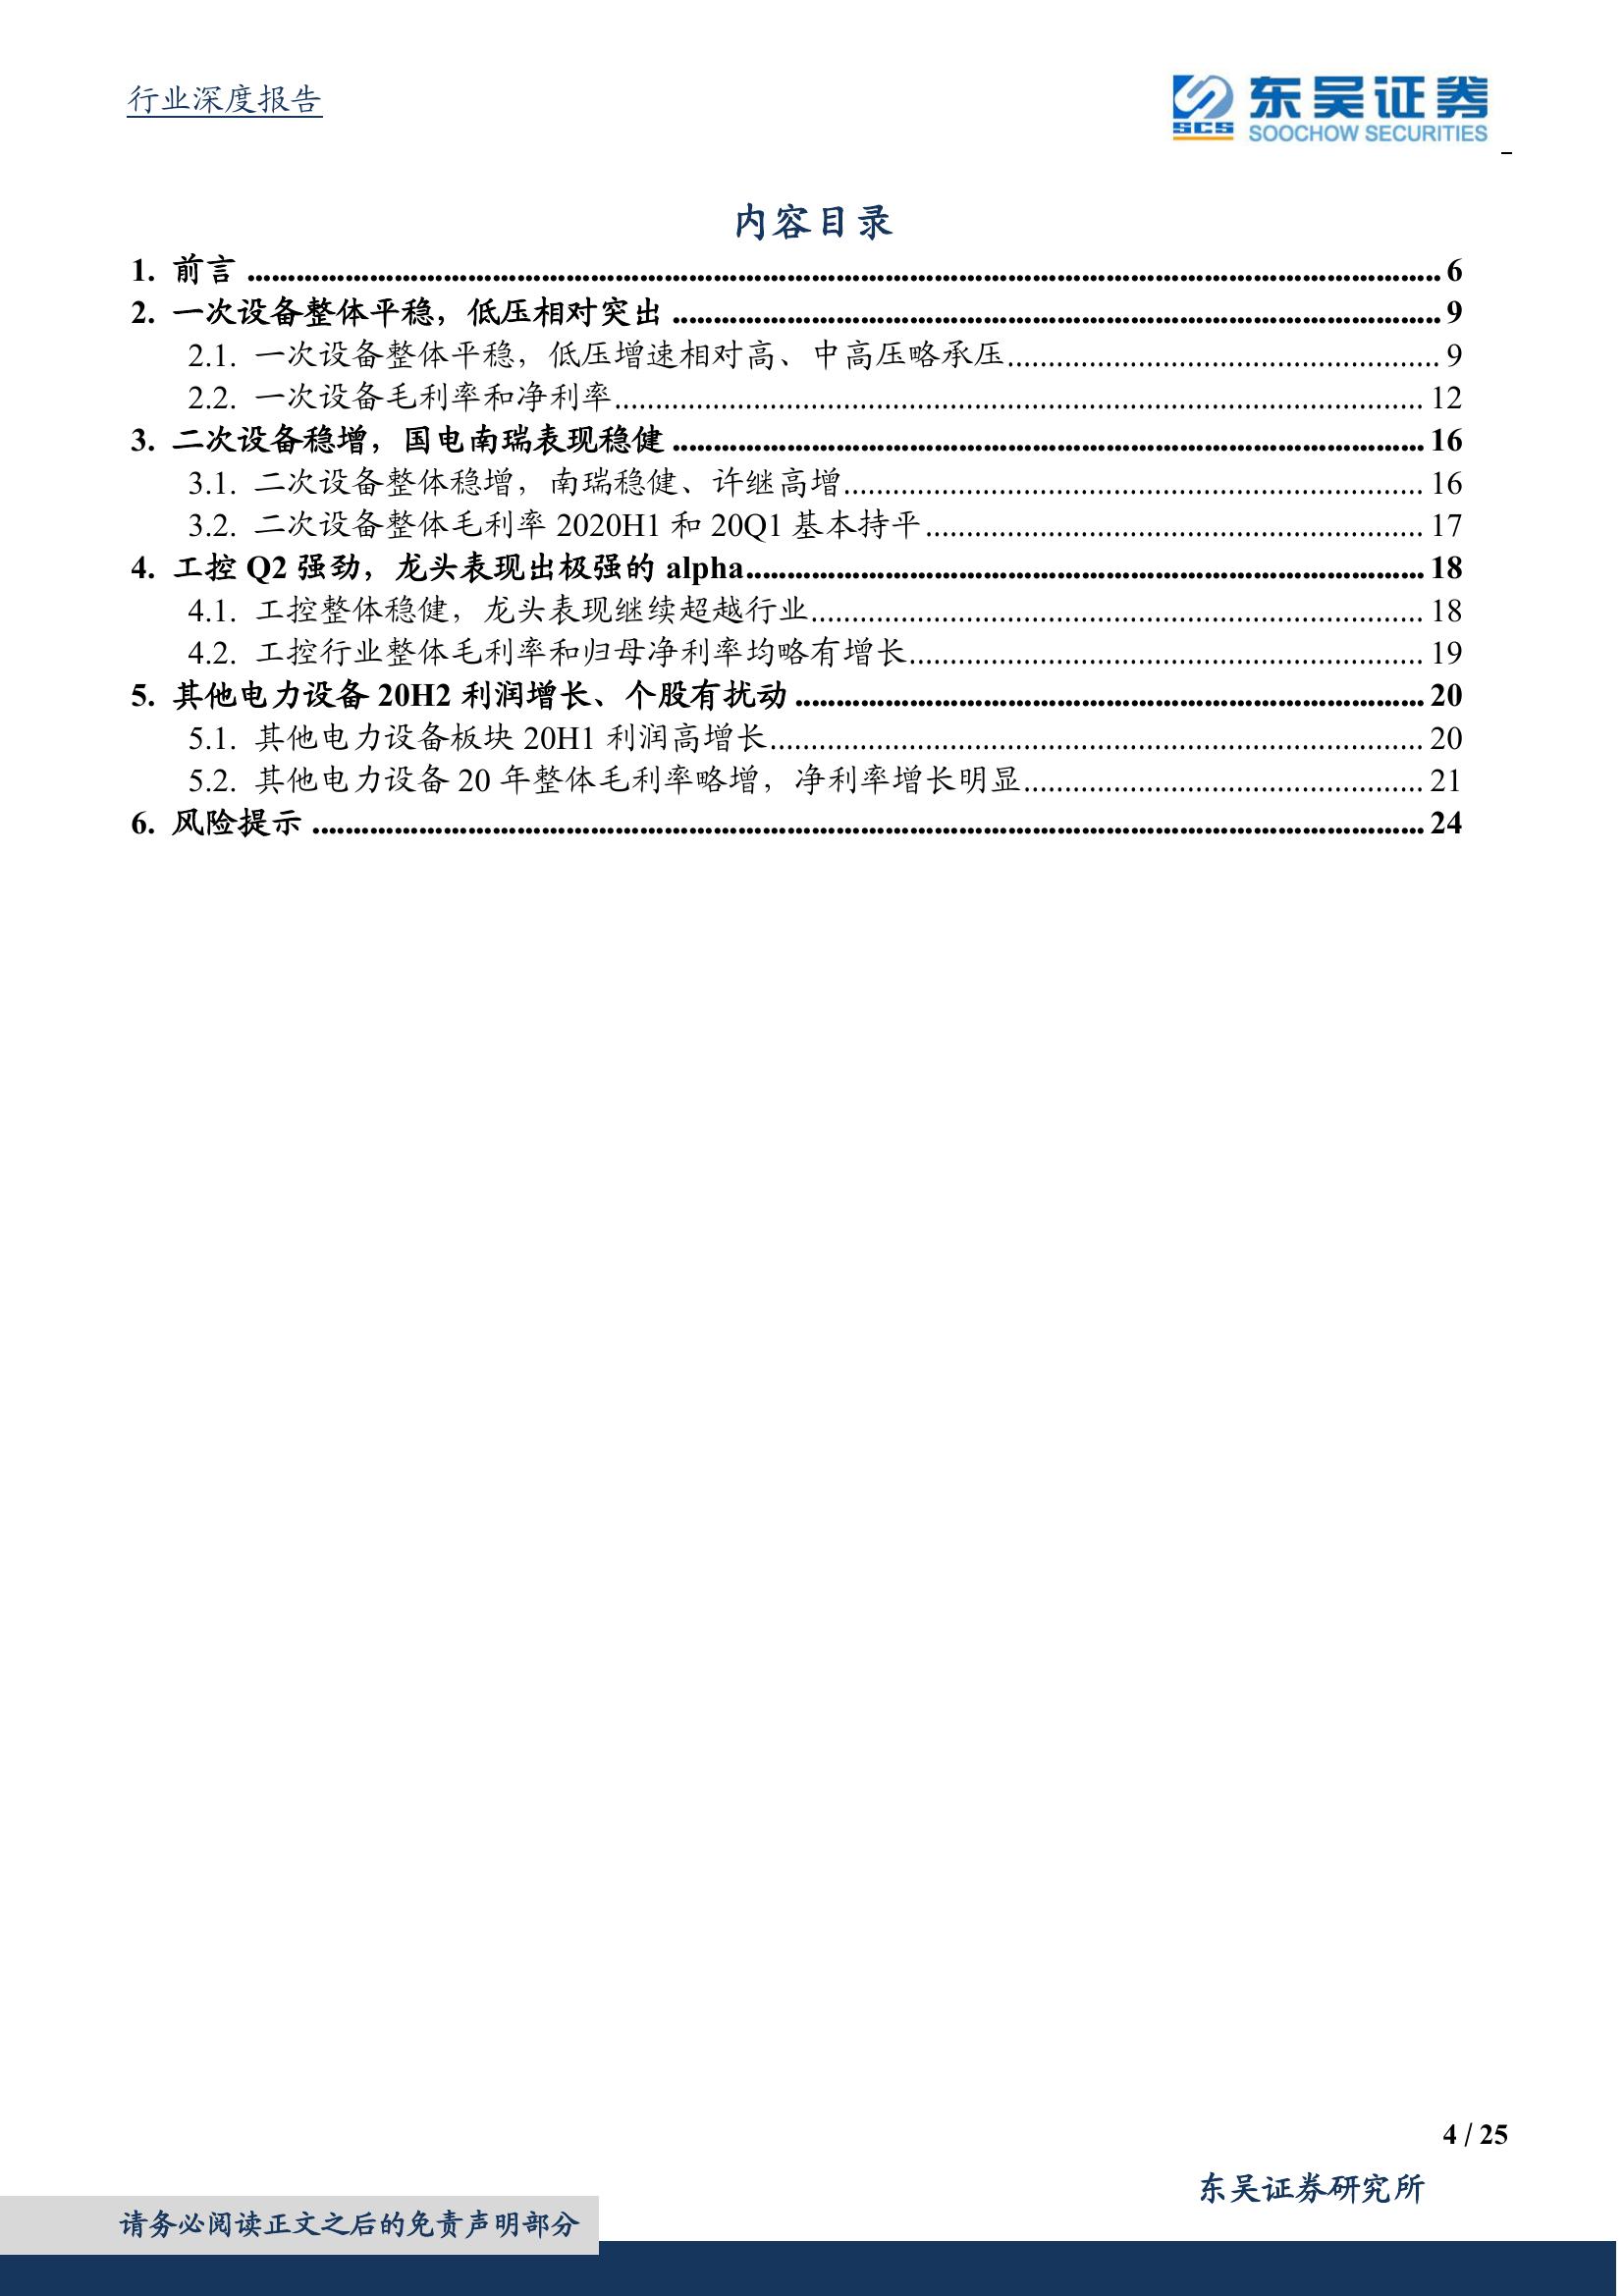 行业深度报告
SCS 东吴证券
SOOCHOW SECURITIES
内容目录
1. 前言 ........ 6
2. 一次设备整体平稳，低压相对突出 ........ 9
2.1. 一次设备整体平稳，低压增速相对高、中高压略承压........ 9
2.2. 一次设备毛利率和净利率........ 12
3. 二次设备稳增，国电南瑞表现稳健 ........ 16
3.1. 二次设备整体稳增，南瑞稳健、许继高增........ 16
3.2. 二次设备整体毛利率 2020H1 和 20Q1 基本持平........ 17
4. 工控 Q2 强劲，龙头表现出极强的 alpha........ 18
4.1. 工控整体稳健，龙头表现继续超越行业........ 18
4.2. 工控行业整体毛利率和归母净利率均略有增长........ 19
5. 其他电力设备 20H2 利润增长、个股有扰动 ........ 20
5.1. 其他电力设备板块 20H1 利润高增长........ 20
5.2. 其他电力设备 20 年整体毛利率略增，净利率增长明显........ 21
6. 风险提示 ........ 24
4 / 25
东吴证券研究所
请务必阅读正文之后的免责声明部分